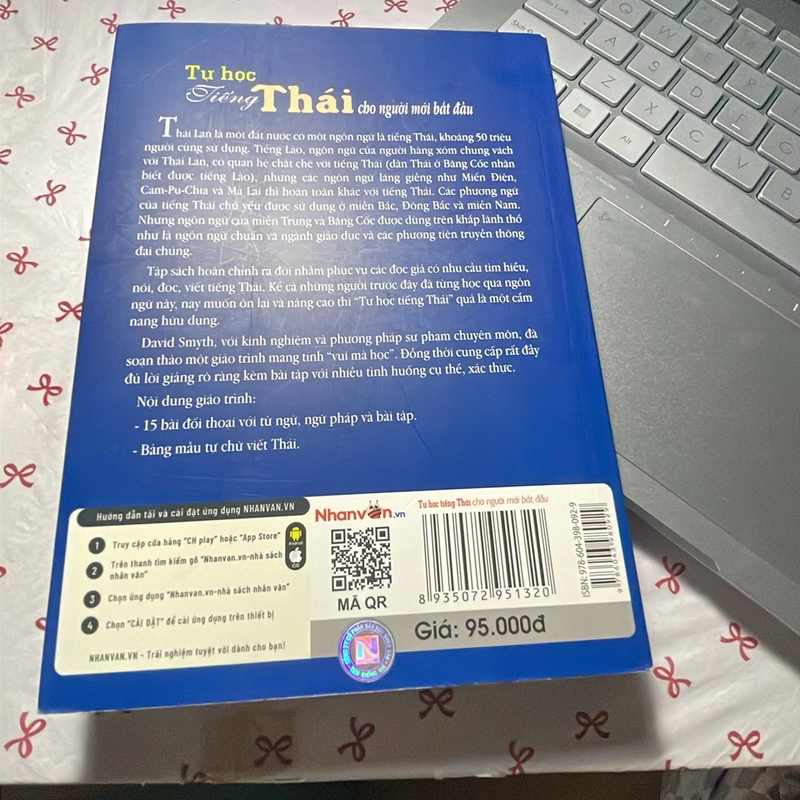 Tự học
Tiếng Thái cho người mới bắt đầu
Thái Lan là một đất nước có một ngôn ngữ là tiếng Thái, khoảng 50 triệu
người cùng sử dụng. Tiếng Lào, ngôn ngữ của người hàng xóm chung vách
với Thái Lan, có quan hệ chặt chẽ với tiếng Thái (dân Thái ở Băng Cốc nhận
biết được tiếng Lào), nhưng các ngôn ngữ láng giềng như Miến Điện,
Cam-Pu-Chia và Mã Lai thì hoàn toàn khác với tiếng Thái. Các phương ngữ
của tiếng Thái chủ yếu được sử dụng ở miền Bắc, Đông Bắc và miền Nam.
Nhưng ngôn ngữ của miền Trung và Băng Cốc được dùng trên khắp lãnh thổ
như là ngôn ngữ chuẩn và ngành giáo dục và các phương tiện truyền thông
đại chúng.
Tập sách hoàn chỉnh ra đời nhằm phục vụ các đọc giả có nhu cầu tìm hiểu,
nói, đọc, viết tiếng Thái. Kể cả những người trước đây đã từng học qua ngôn
ngữ này, nay muốn ôn lại và nâng cao thì "Tự học tiếng Thái" quả là một cẩm
nang hữu dụng.
David Smyth, với kinh nghiệm và phương pháp sư phạm chuyên môn, đã
soạn thảo một giáo trình mang tính "vui mà học". Đồng thời cung cấp rất đầy
đủ lời giảng rõ ràng kèm bài tập với nhiều tình huống cụ thể, xác thực.
Nội dung giáo trình:
- 15 bài đối thoại với từ ngữ, ngữ pháp và bài tập.
- Bảng mẫu tự chữ viết Thái.
Hướng dẫn tải và cài đặt ứng dụng NHANVAN.VN
1 Truy cập cửa hàng "CH play" hoặc "App Store"
2 Trên thanh tìm kiếm gõ "Nhanvan.vn-nhà sách
nhân văn"
3 Chọn ứng dụng "Nhanvan.vn-nhà sách nhân văn"
4 Chọn "CÀI ĐẶT" để cài ứng dụng trên thiết bị
NHANVAN.VN - Trải nghiệm tuyệt vời dành cho bạn!
Android
iOS
Nhanvăn.vn
MÃ QR
Tự học tiếng Thái cho người mới bắt đầu
8 935072 951320
Giá: 95.000đ
ISBN: 978-604-398-092-9
9 786043 980929
N
Q
A
S
Z
X
C
Alt